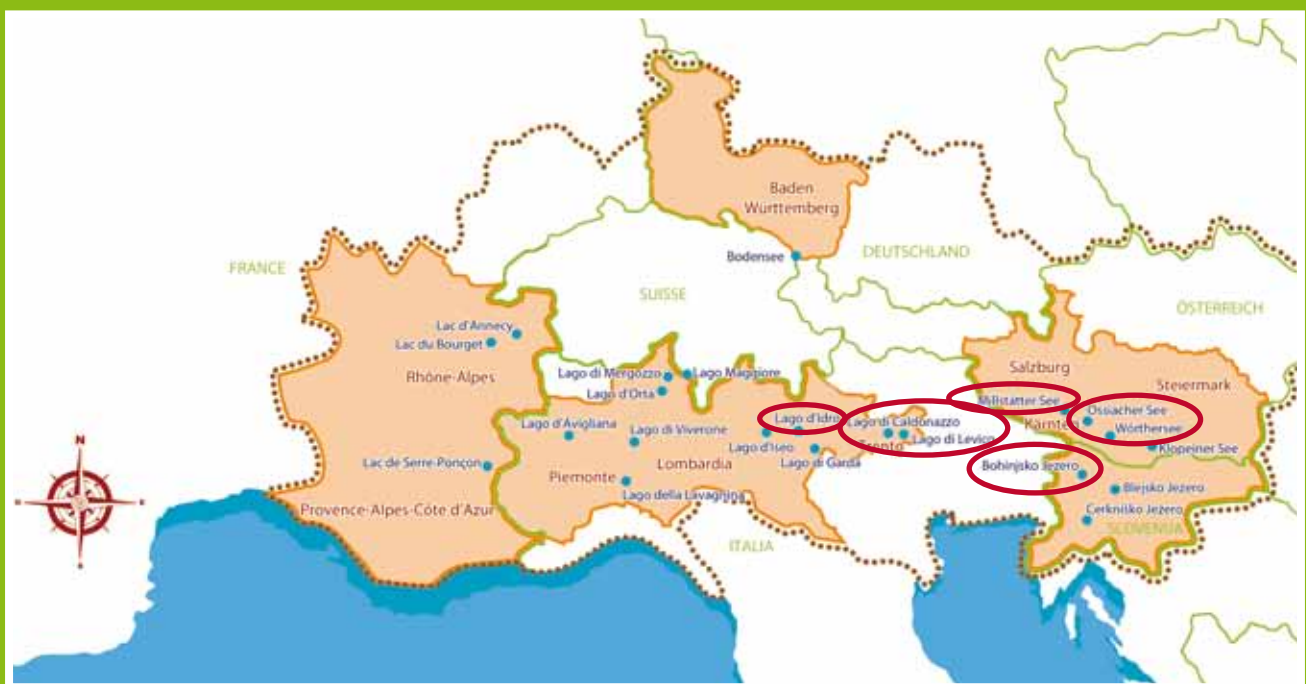 Baden
Württemberg
Bodensee
DEUTSCHLAND
FRANCE
SUISSE
ÖSTERREICH
Lac d'Annecy
Lac du Bourget
Rhône-Alpes
Lago di Mergozzo
Lago Maggiore
Lago d'Orta
Salzburg
Steiermark
Millstatter See
Ossiacher See
Kärnten
Wörthersee
Klopeiner See
Lago d'Avigliana
Lago di Viverone
Lago d'Idro
Lago di Caldonazzo
Lago di Levico
Trento
Lago d'Iseo
Lago di Garda
Lombardia
Lac de Serre-Ponçon
Piemonte
Lago della Lavagnina
Bohinjsko Jezero
Blejsko Jezero
Cerkniško Jezero
SLOVENIJA
Provence-Alpes-Côte d'Azur
ITALIA
N